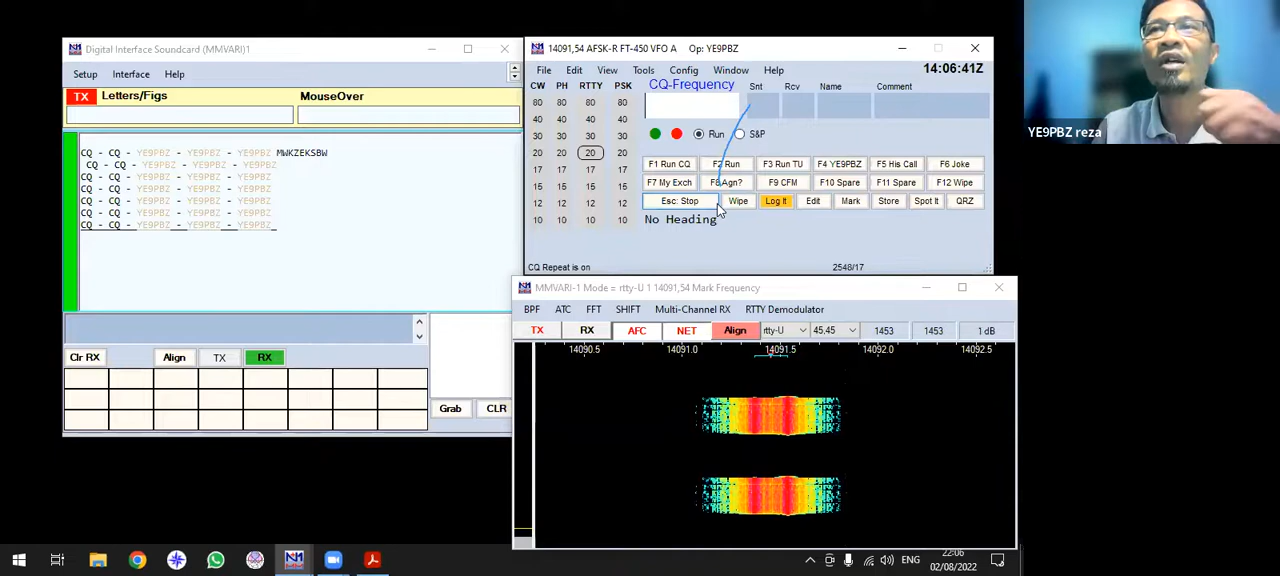 Digital Interface Soundcard (MMVARI)1
Setup Interface Help
TX Letters/Figs MouseOver
CQ - CQ - YE9PBZ - YE9PBZ - YE9PBZ MWKZEKSBW
CQ - CQ - YE9PBZ - YE9PBZ - YE9PBZ
CQ - CQ - YE9PBZ - YE9PBZ - YE9PBZ
CQ - CQ - YE9PBZ - YE9PBZ - YE9PBZ
CQ - CQ - YE9PBZ - YE9PBZ - YE9PBZ
CQ - CQ - YE9PBZ - YE9PBZ - YE9PBZ
CQ - CQ - YE9PBZ - YE9PBZ - YE9PBZ
Clr RX Align TX RX
Grab CLR
14091,54 AFSK-R FT-450 VFO A Op: YE9PBZ
File Edit View Tools Config Window Help 14:06:41Z
CW PH RTTY PSK
80 80 80 80
40 40 40 40
30 30 30 30
20 20 20 20
17 17 17 17
15 15 15 15
12 12 12 12
10 10 10 10
CQ-Frequency Snt Rcv Name Comment
Run S&P
F1 Run CQ F2 Run F3 Run TU F4 YE9PBZ F5 His Call F6 Joke
F7 My Exch F8 Agn? F9 CFM F10 Spare F11 Spare F12 Wipe
Esc: Stop Wipe Log It Edit Mark Store Spot It QRZ
No Heading
CQ Repeat is on 2548/17
MMVARI-1 Mode = rtty-U 1 14091,54 Mark Frequency
BPF ATC FFT SHIFT Multi-Channel RX RTTY Demodulator
TX RX AFC NET Align rtty-U 45,45 1453 1453 1 dB
14090.5 14091.0 14091.5 14092.0 14092.5
YE9PBZ reza
ENG
22:06
02/08/2022